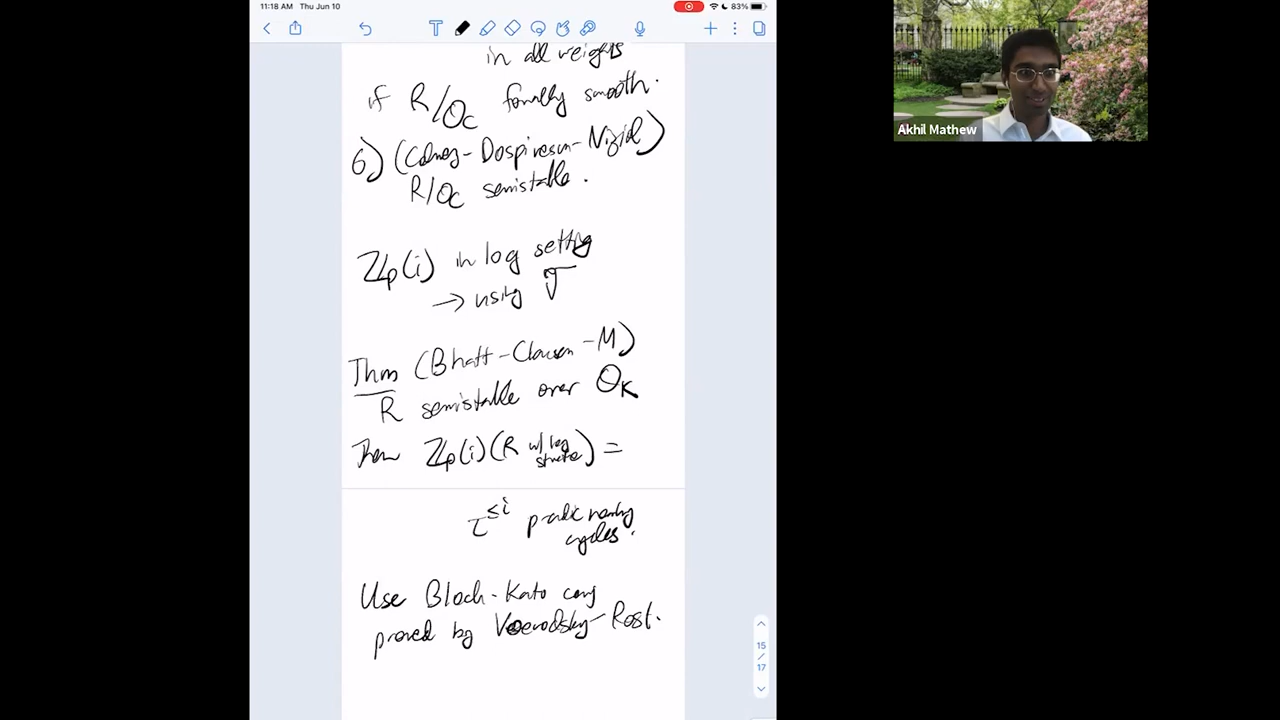 11:18 AM Thu Jun 10
83%
in all weights
if R/O_C formally smooth.
6) (Colmez-Dospinescu-Niziol)
R/O_C semistable.
Z_p(i) in log setting
→ using
Thm (Bhatt-Clausen-M)
R semistable over O_K
Then Z_p(i)(R w/ log structure) =
τ^{≤i} p-adic nearby
cycles.
Use Bloch-Kato conj
proved by Voevodsky-Rost.
15
/
17
Akhil Mathew